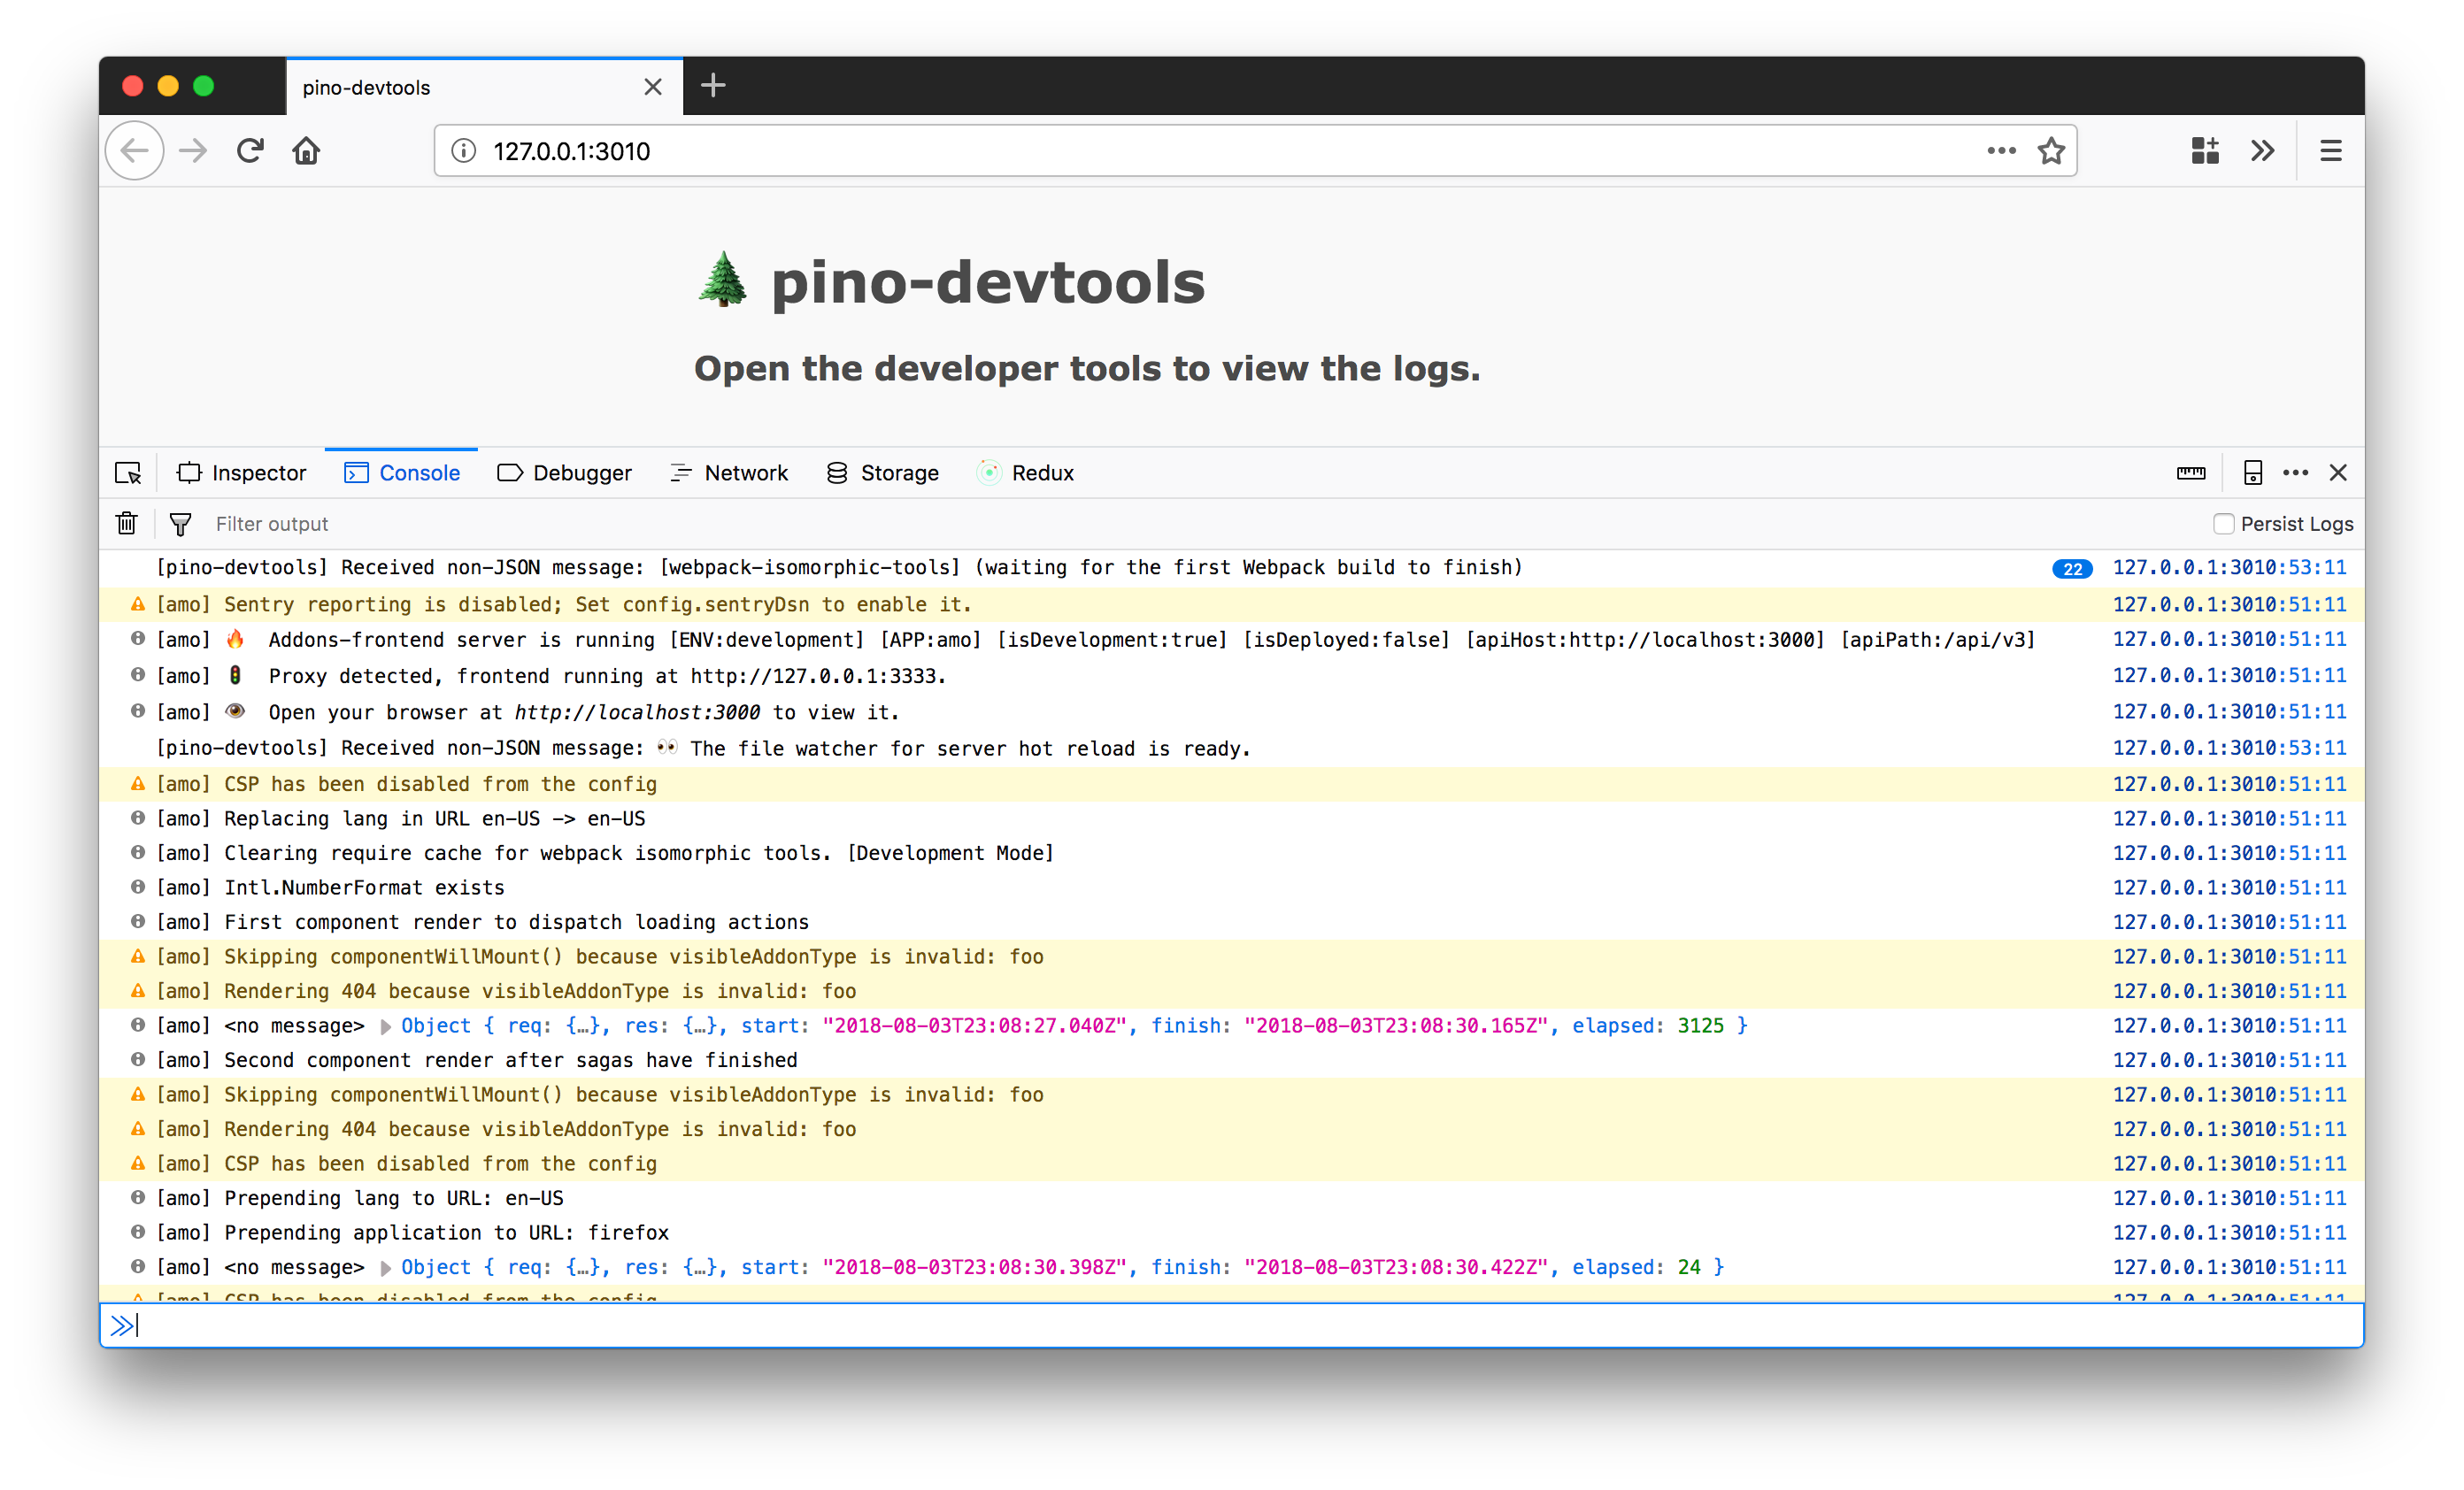 pino-devtools
127.0.0.1:3010
🌲 pino-devtools
Open the developer tools to view the logs.
Inspector Console Debugger Network Storage Redux
Filter output Persist Logs
[pino-devtools] Received non-JSON message: [webpack-isomorphic-tools] (waiting for the first Webpack build to finish) 22 127.0.0.1:3010:53:11
[amo] Sentry reporting is disabled; Set config.sentryDsn to enable it. 127.0.0.1:3010:51:11
[amo] 🔥 Addons-frontend server is running [ENV:development] [APP:amo] [isDevelopment:true] [isDeployed:false] [apiHost:http://localhost:3000] [apiPath:/api/v3] 127.0.0.1:3010:51:11
[amo] 🚦 Proxy detected, frontend running at http://127.0.0.1:3333. 127.0.0.1:3010:51:11
[amo] 👁 Open your browser at http://localhost:3000 to view it. 127.0.0.1:3010:51:11
[pino-devtools] Received non-JSON message: 👀 The file watcher for server hot reload is ready. 127.0.0.1:3010:53:11
[amo] CSP has been disabled from the config 127.0.0.1:3010:51:11
[amo] Replacing lang in URL en-US -> en-US 127.0.0.1:3010:51:11
[amo] Clearing require cache for webpack isomorphic tools. [Development Mode] 127.0.0.1:3010:51:11
[amo] Intl.NumberFormat exists 127.0.0.1:3010:51:11
[amo] First component render to dispatch loading actions 127.0.0.1:3010:51:11
[amo] Skipping componentWillMount() because visibleAddonType is invalid: foo 127.0.0.1:3010:51:11
[amo] Rendering 404 because visibleAddonType is invalid: foo 127.0.0.1:3010:51:11
[amo] <no message> ▶ Object { req: {…}, res: {…}, start: "2018-08-03T23:08:27.040Z", finish: "2018-08-03T23:08:30.165Z", elapsed: 3125 } 127.0.0.1:3010:51:11
[amo] Second component render after sagas have finished 127.0.0.1:3010:51:11
[amo] Skipping componentWillMount() because visibleAddonType is invalid: foo 127.0.0.1:3010:51:11
[amo] Rendering 404 because visibleAddonType is invalid: foo 127.0.0.1:3010:51:11
[amo] CSP has been disabled from the config 127.0.0.1:3010:51:11
[amo] Prepending lang to URL: en-US 127.0.0.1:3010:51:11
[amo] Prepending application to URL: firefox 127.0.0.1:3010:51:11
[amo] <no message> ▶ Object { req: {…}, res: {…}, start: "2018-08-03T23:08:30.398Z", finish: "2018-08-03T23:08:30.422Z", elapsed: 24 } 127.0.0.1:3010:51:11
[amo] CSP has been disabled from the config 127.0.0.1:3010:51:11